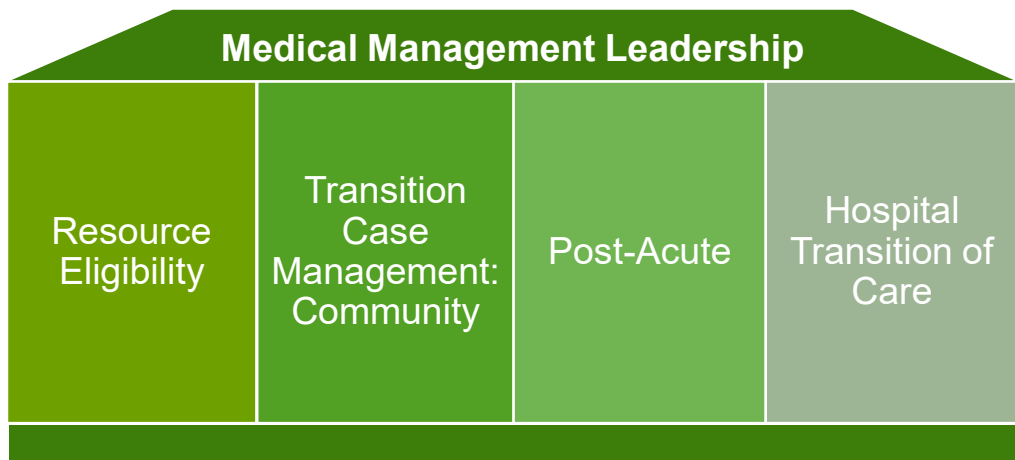 Medical Management Leadership
Resource
Eligibility
Transition
Case
Management:
Community
Post-Acute
Hospital
Transition of
Care